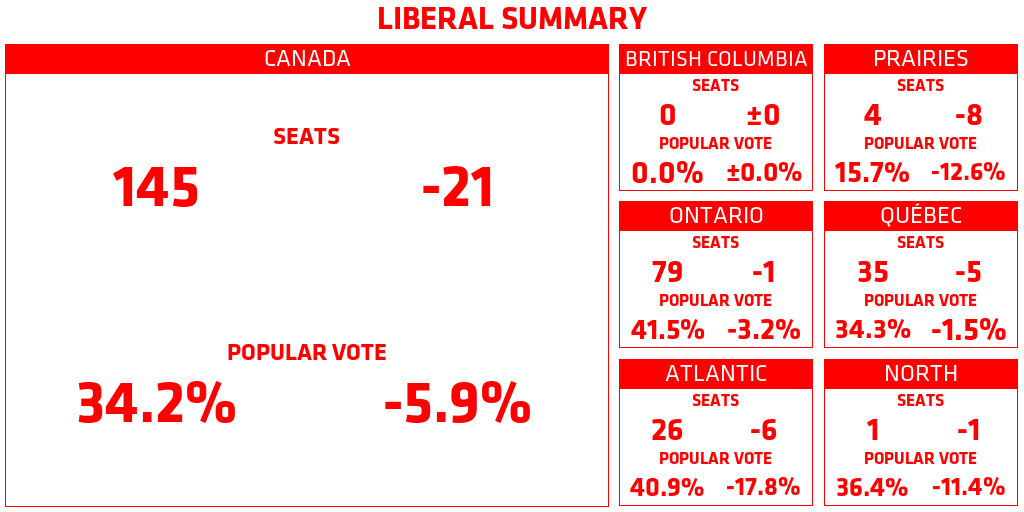 LIBERAL SUMMARY
CANADA
SEATS
145 -21
POPULAR VOTE
34.2% -5.9%
BRITISH COLUMBIA
SEATS
0 ±0
POPULAR VOTE
0.0% ±0.0%
PRAIRIES
SEATS
4 -8
POPULAR VOTE
15.7% -12.6%
ONTARIO
SEATS
79 -1
POPULAR VOTE
41.5% -3.2%
QUÉBEC
SEATS
35 -5
POPULAR VOTE
34.3% -1.5%
ATLANTIC
SEATS
26 -6
POPULAR VOTE
40.9% -17.8%
NORTH
SEATS
1 -1
POPULAR VOTE
36.4% -11.4%